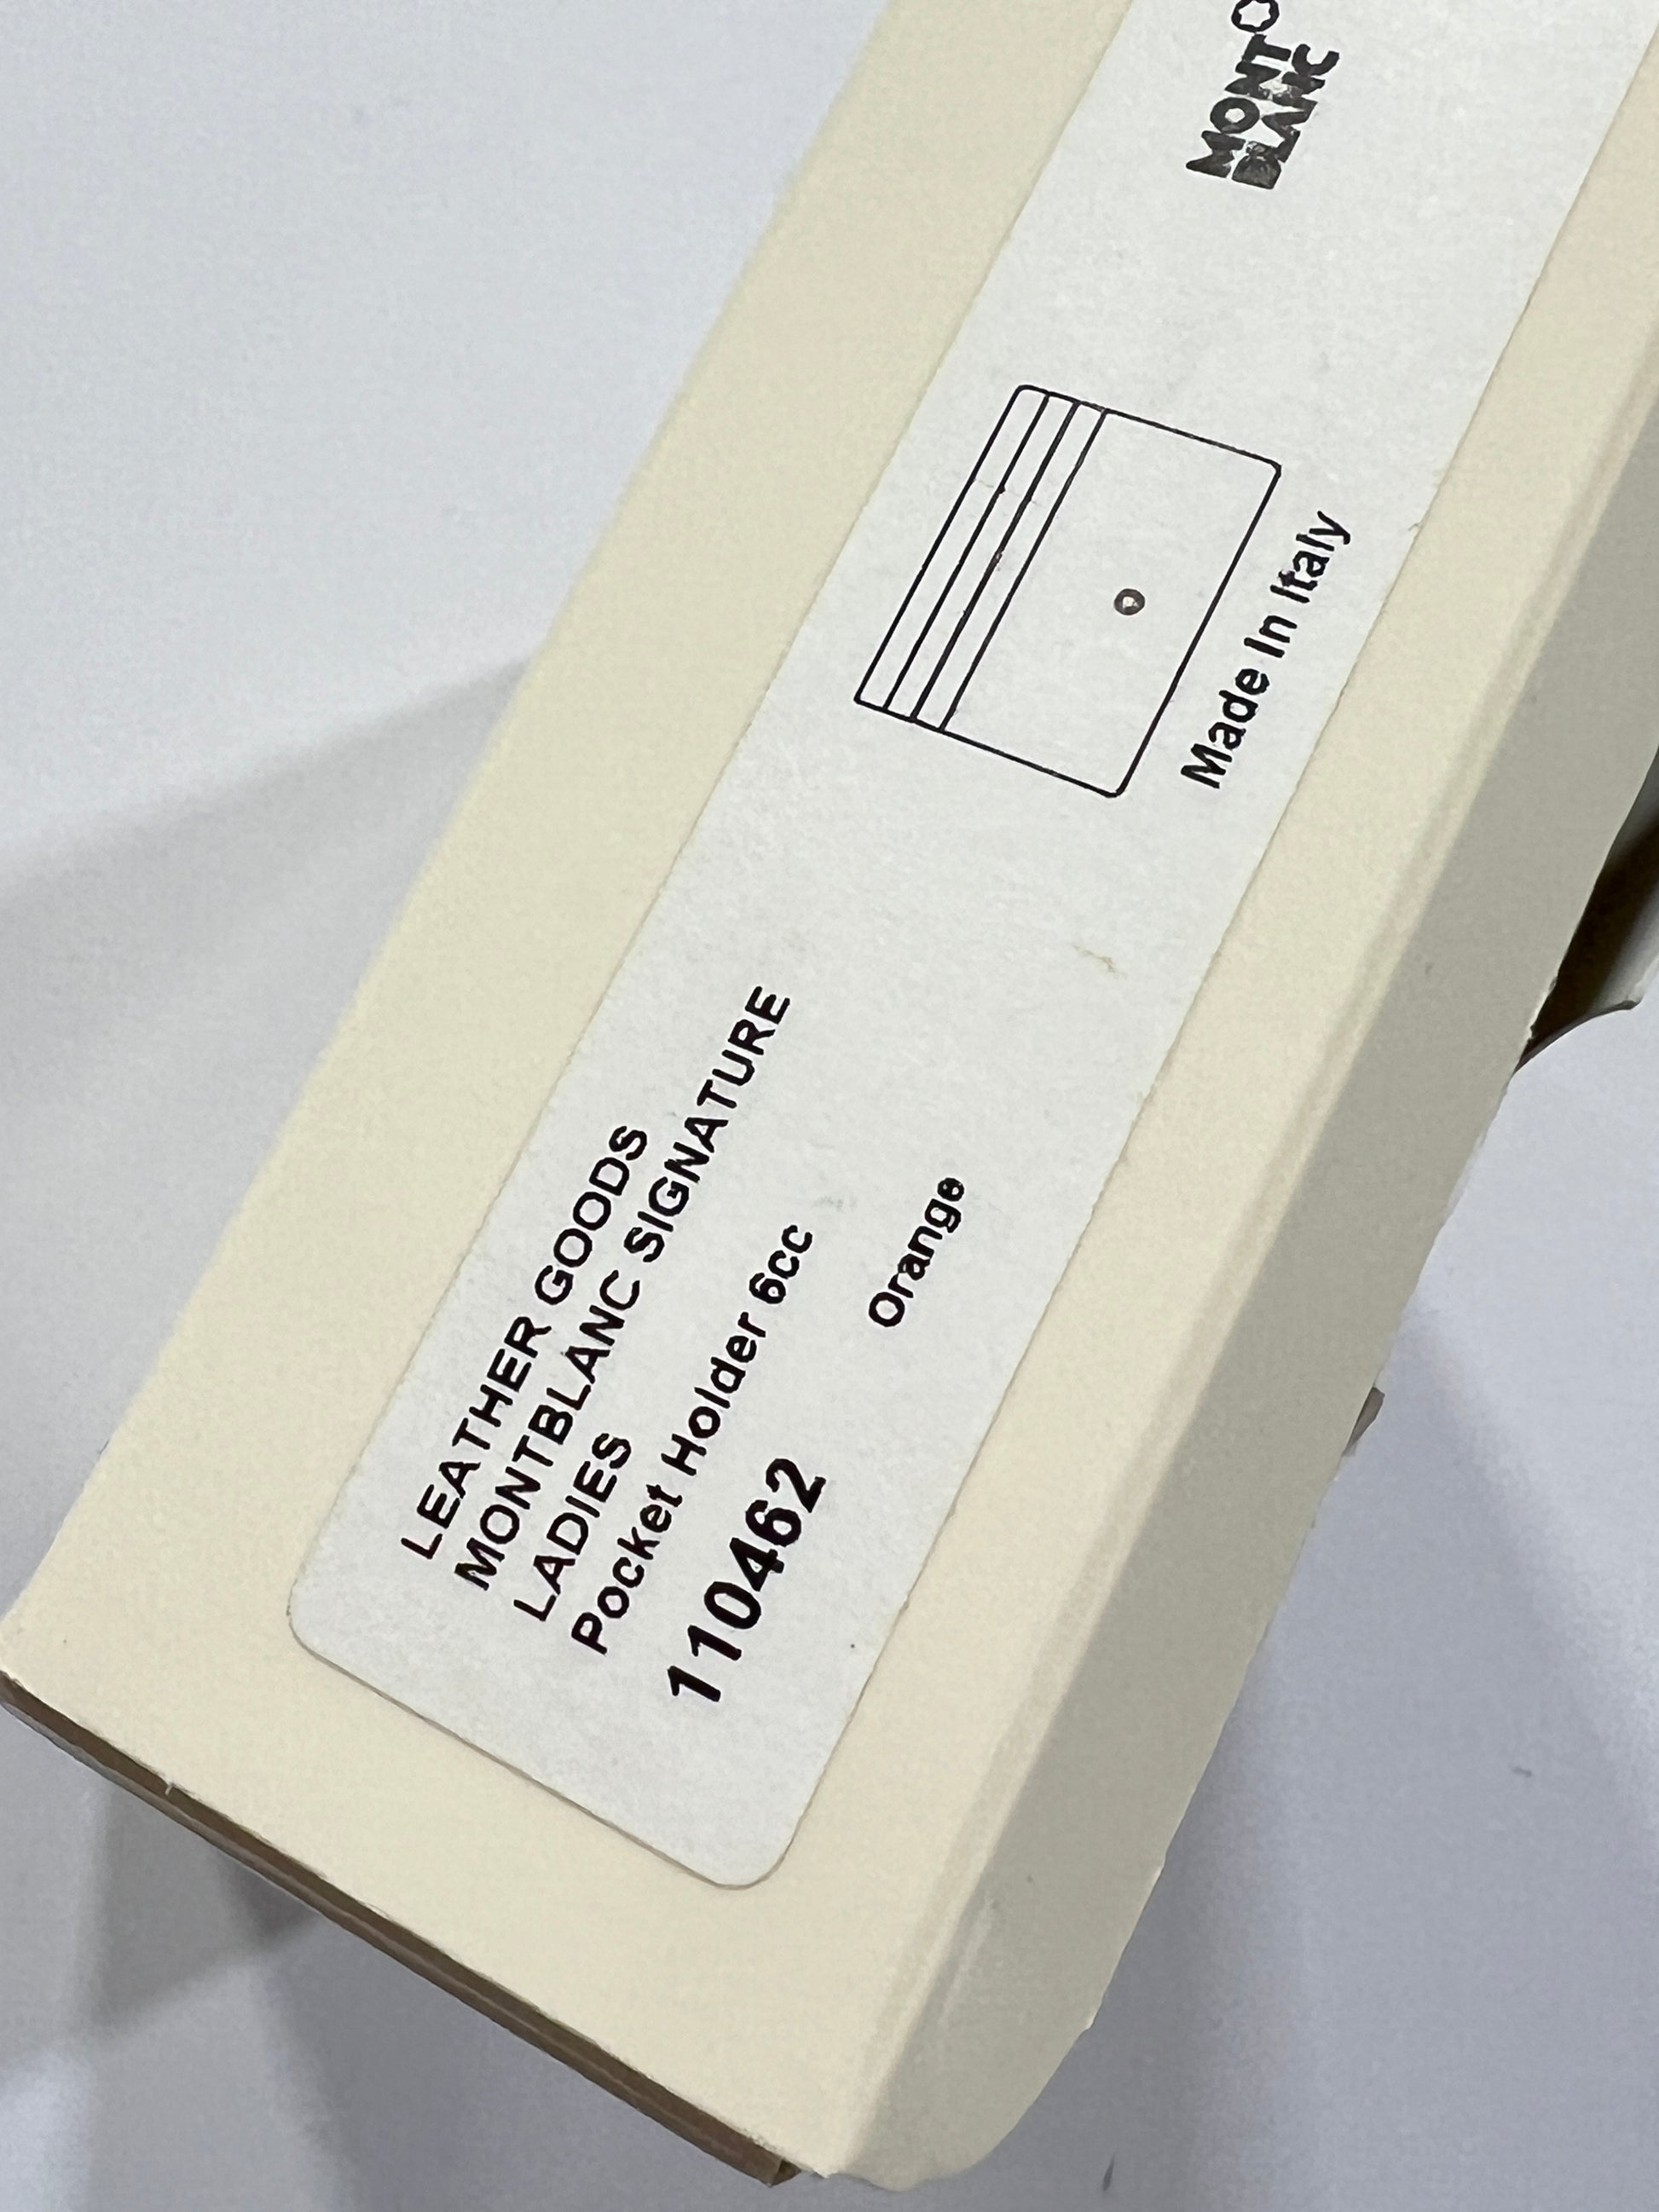 LEATHER GOODS
MONTBLANC SIGNATURE
LADIES
Pocket Holder 6cc
110462
Orange
Made In Italy
MONT
BLANC